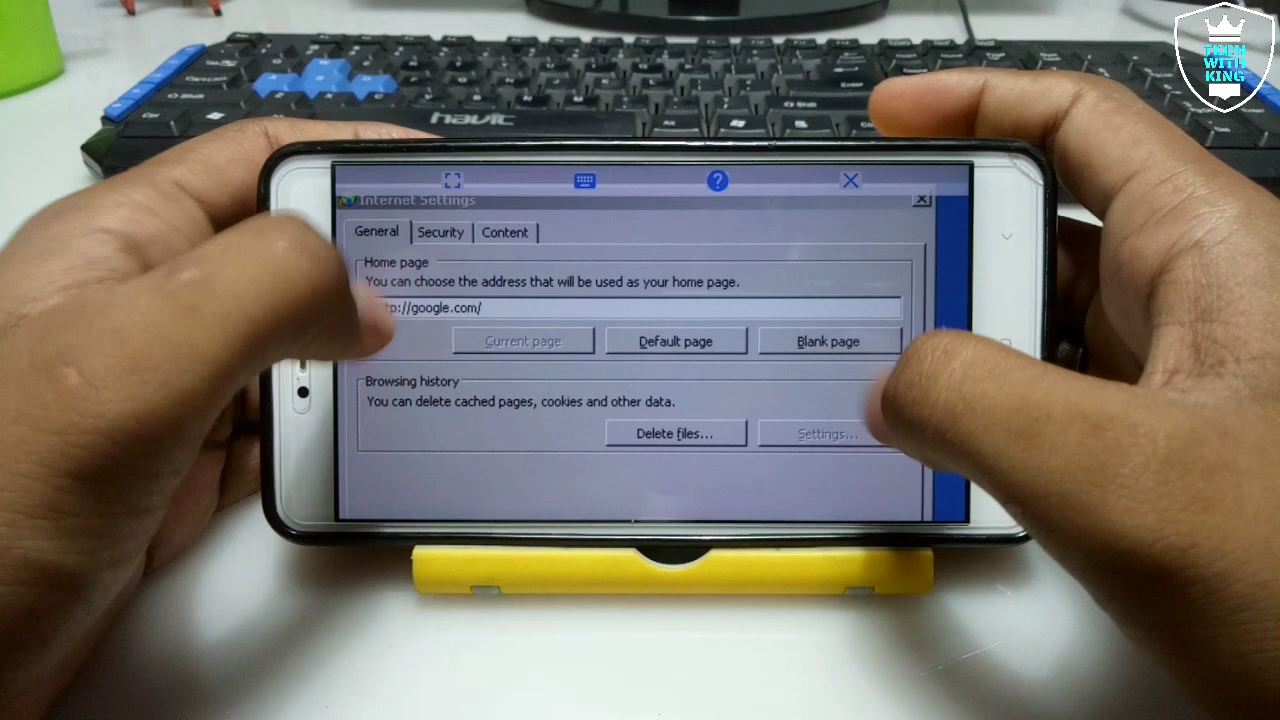 TECH
WITH
KING
havit
Internet Settings
General Security Content
Home page
You can choose the address that will be used as your home page.
tp://google.com/
Current page Default page Blank page
Browsing history
You can delete cached pages, cookies and other data.
Delete files... Settings...